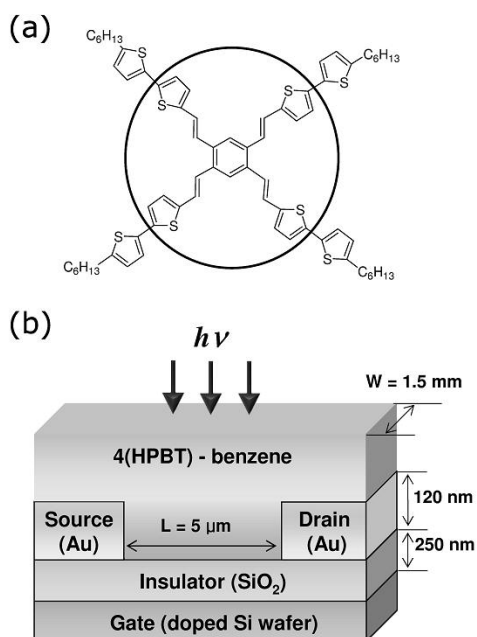 (a)
C₆H₁₃
C₆H₁₃
S
S
S
S
S
S
S
S
C₆H₁₃
C₆H₁₃
(b)
hν
W = 1.5 mm
4(HPBT) - benzene
120 nm
Source
(Au)
L = 5 μm
Drain
(Au)
250 nm
Insulator (SiO₂)
Gate (doped Si wafer)